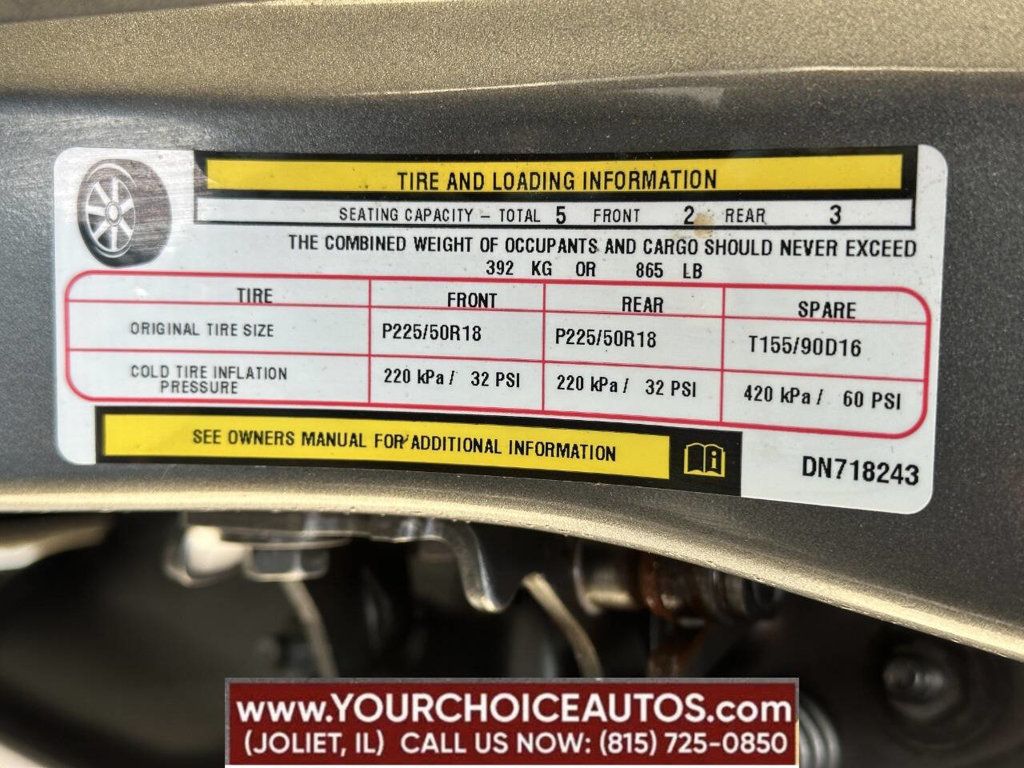 TIRE AND LOADING INFORMATION
SEATING CAPACITY – TOTAL 5 FRONT 2 REAR 3
THE COMBINED WEIGHT OF OCCUPANTS AND CARGO SHOULD NEVER EXCEED
392 KG OR 865 LB
TIRE FRONT REAR SPARE
ORIGINAL TIRE SIZE P225/50R18 P225/50R18 T155/90D16
COLD TIRE INFLATION PRESSURE 220 kPa / 32 PSI 220 kPa / 32 PSI 420 kPa / 60 PSI
SEE OWNERS MANUAL FOR ADDITIONAL INFORMATION
DN718243
www.YOURCHOICEAUTOS.com
(JOLIET, IL) CALL US NOW: (815) 725-0850